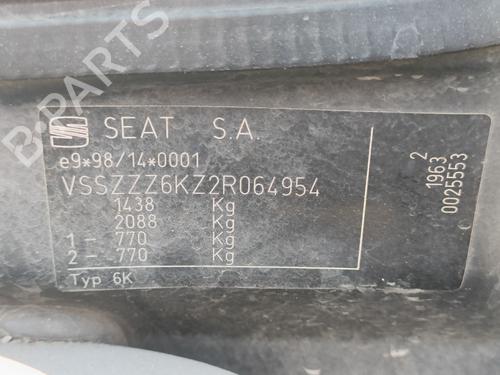 SEAT S.A.
e9*98/14*0001
VSSZZZ6KZ2R064954
1438 Kg
2088 Kg
1 - 770 Kg
2 - 770 Kg
Typ 6K
2
1963
0025553
B-PARTS